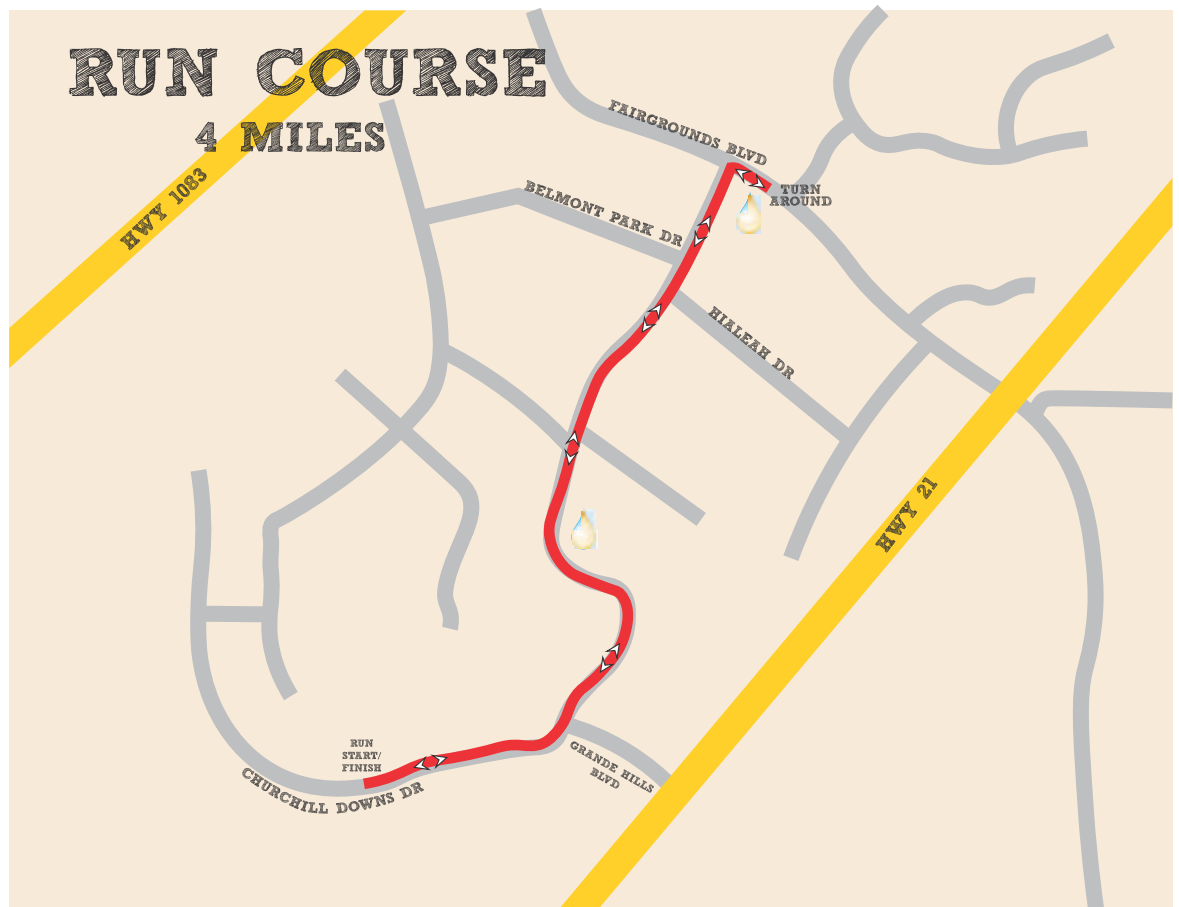 RUN COURSE
4 MILES
FAIRGROUNDS BLVD
HWY 1083
BELMONT PARK DR
TURN
AROUND
HIALEAH DR
HWY 21
RUN
START/
FINISH
GRANDE HILLS
BLVD
CHURCHILL DOWNS DR